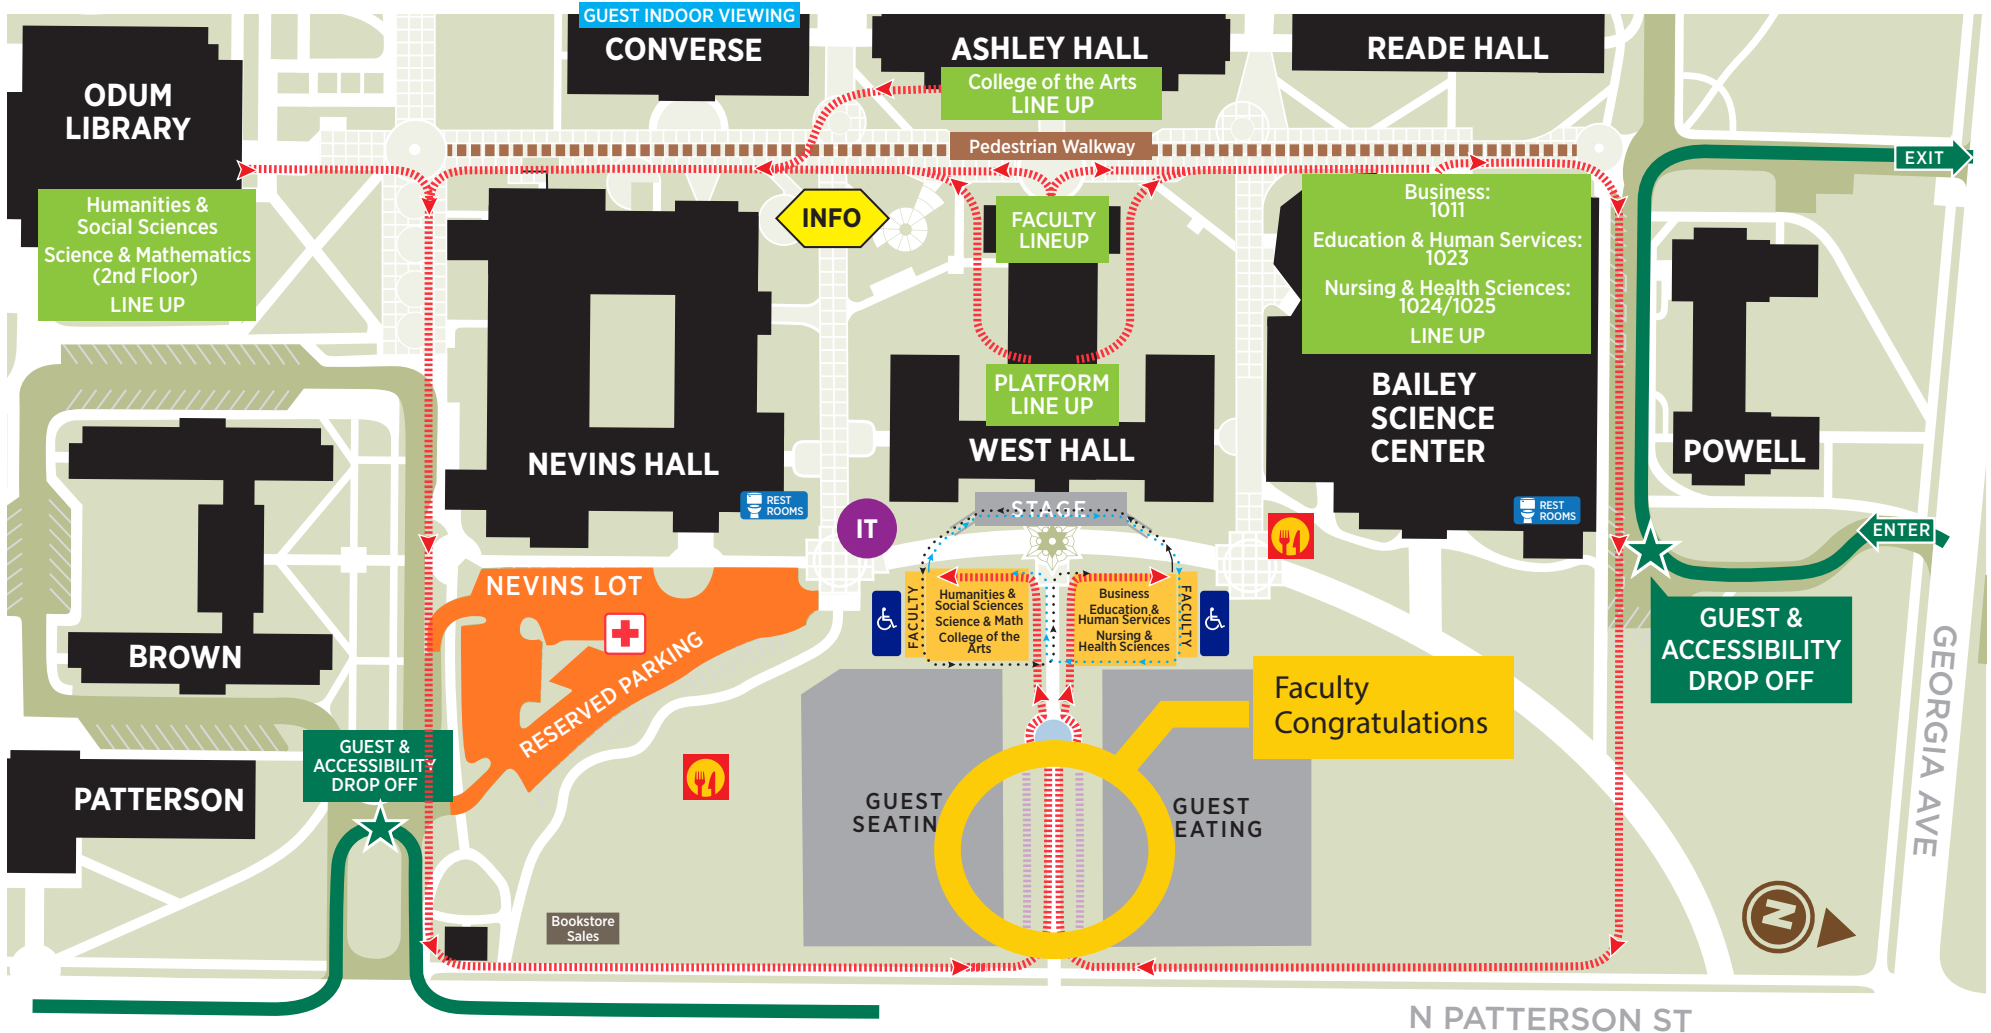 GUEST INDOOR VIEWING
CONVERSE
ASHLEY HALL
READE HALL
ODUM
LIBRARY
College of the Arts
LINE UP
Pedestrian Walkway
EXIT
Humanities &
Social Sciences
Science & Mathematics
(2nd Floor)
LINE UP
INFO
FACULTY
LINEUP
Business:
1011
Education & Human Services:
1023
Nursing & Health Sciences:
1024/1025
LINE UP
PLATFORM
LINE UP
BAILEY
SCIENCE
CENTER
NEVINS HALL
WEST HALL
POWELL
REST
ROOMS
STAGE
REST
ROOMS
IT
ENTER
NEVINS LOT
RESERVED PARKING
FACULTY
Humanities &
Social Sciences
Science & Math
College of the
Arts
Business
Education &
Human Services
Nursing &
Health Sciences
FACULTY
BROWN
GUEST &
ACCESSIBILITY
DROP OFF
GEORGIA AVE
Faculty
Congratulations
GUEST &
ACCESSIBILITY
DROP OFF
PATTERSON
GUEST
SEATIN
GUEST
EATING
Bookstore
Sales
N
N PATTERSON ST